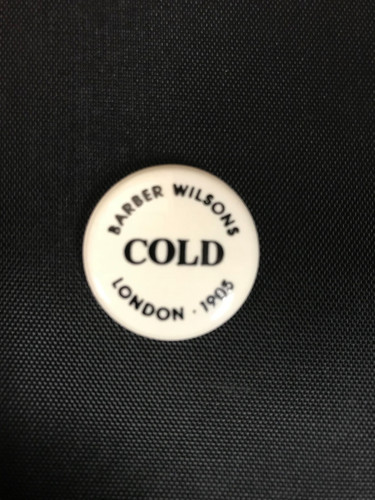 BARBER WILSONS
COLD
LONDON · 1905